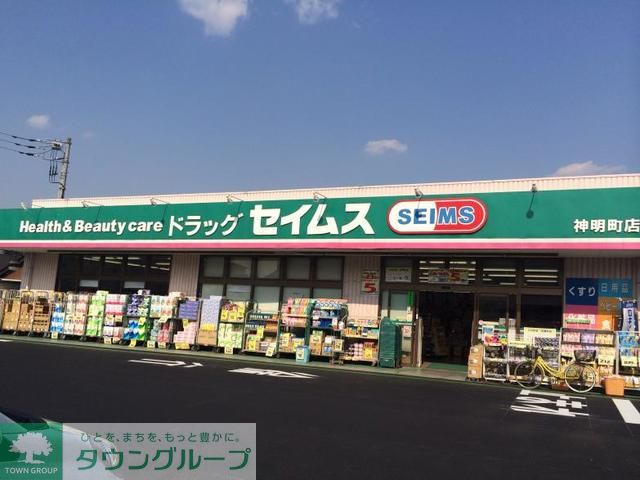 Health & Beauty care ドラッグ セイムス SEIMS 神明町店
くすり 日用品
5
ひとを、まちを、もっと豊かに。
タウングループ
TOWN GROUP